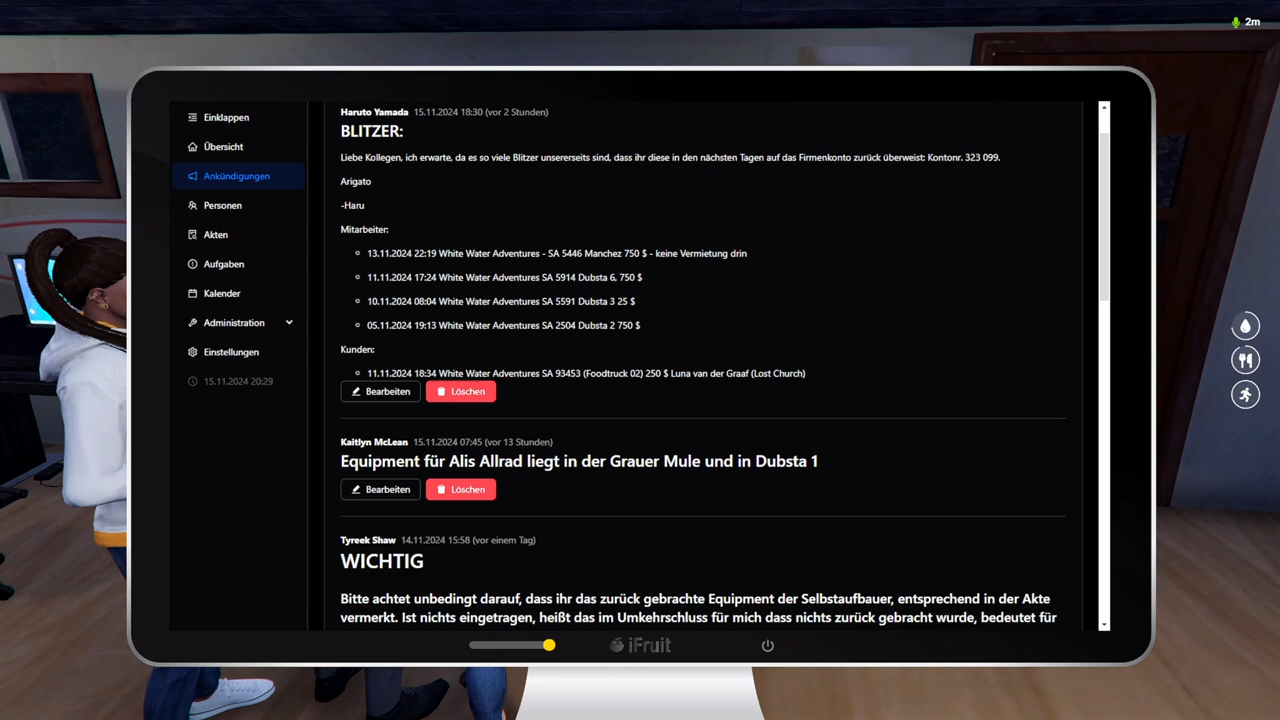 2m
Einklappen
Übersicht
Ankündigungen
Personen
Akten
Aufgaben
Kalender
Administration
Einstellungen
15.11.2024 20:29
Haruto Yamada 15.11.2024 18:30 (vor 2 Stunden)
BLITZER:
Liebe Kollegen, ich erwarte, da es so viele Blitzer unsererseits sind, dass ihr diese in den nächsten Tagen auf das Firmenkonto zurück überweist: Kontonr. 323 099.
Arigato
-Haru
Mitarbeiter:
13.11.2024 22:19 White Water Adventures - SA 5446 Manchez 750 $ - keine Vermietung drin
11.11.2024 17:24 White Water Adventures SA 5914 Dubsta 6, 750 $
10.11.2024 08:04 White Water Adventures SA 5591 Dubsta 3 25 $
05.11.2024 19:13 White Water Adventures SA 2504 Dubsta 2 750 $
Kunden:
11.11.2024 18:34 White Water Adventures SA 93453 (Foodtruck 02) 250 $ Luna van der Graaf (Lost Church)
Bearbeiten Löschen
Kaitlyn McLean 15.11.2024 07:45 (vor 13 Stunden)
Equipment für Alis Allrad liegt in der Grauer Mule und in Dubsta 1
Bearbeiten Löschen
Tyreek Shaw 14.11.2024 15:58 (vor einem Tag)
WICHTIG
Bitte achtet unbedingt darauf, dass ihr das zurück gebrachte Equipment der Selbstaufbauer, entsprechend in der Akte
vermerkt. Ist nichts eingetragen, heißt das im Umkehrschluss für mich dass nichts zurück gebracht wurde, bedeutet für
iFruit